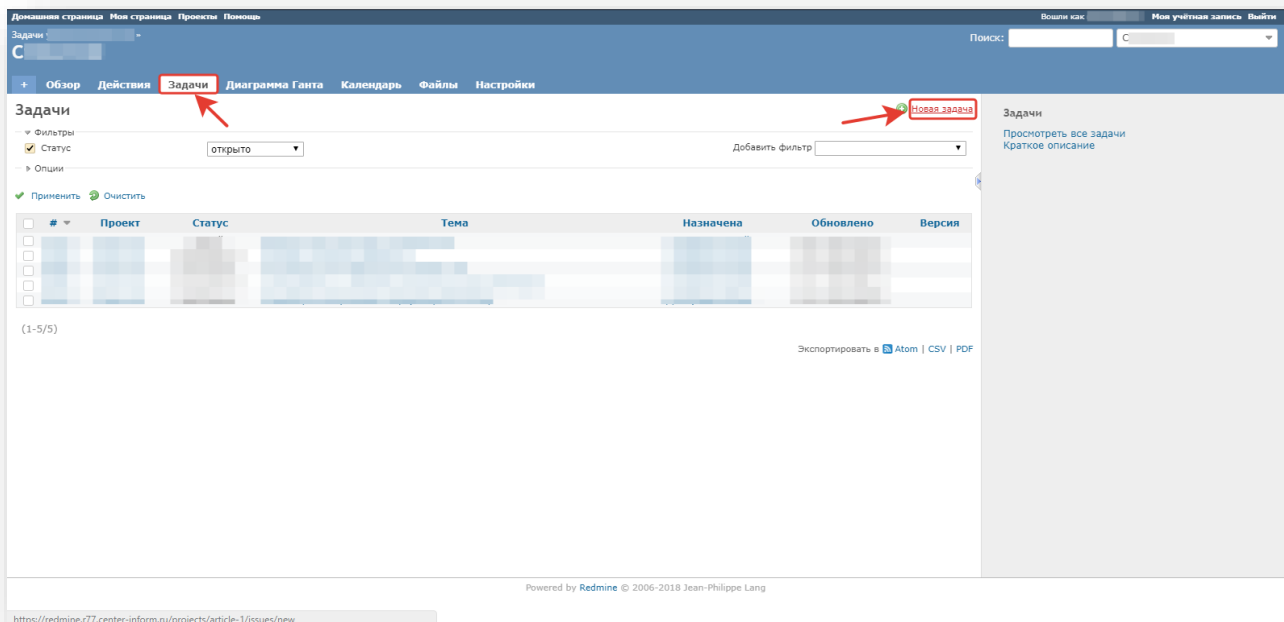 Домашняя страница Моя страница Проекты Помощь
Вошли как Моя учётная запись Выйти
Задачи
С
Поиск:
С
+ Обзор Действия Задачи Диаграмма Ганта Календарь Файлы Настройки
Задачи
Новая задача
Фильтры
Статус открыто Добавить фильтр
Опции
Применить Очистить
# Проект Статус Тема Назначена Обновлено Версия
(1-5/5)
Экспортировать в Atom | CSV | PDF
Задачи
Просмотреть все задачи
Краткое описание
Powered by Redmine © 2006-2018 Jean-Philippe Lang
https://redmine.r77.center-inform.ru/projects/article-1/issues/new